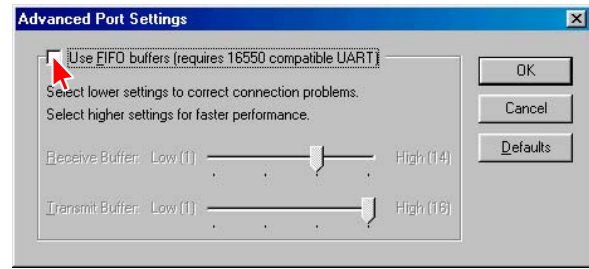 Advanced Port Settings
Use FIFO buffers (requires 16550 compatible UART)
OK
Select lower settings to correct connection problems.
Cancel
Select higher settings for faster performance.
Defaults
Receive Buffer: Low (1) High (14)
Transmit Buffer: Low (1) High (16)